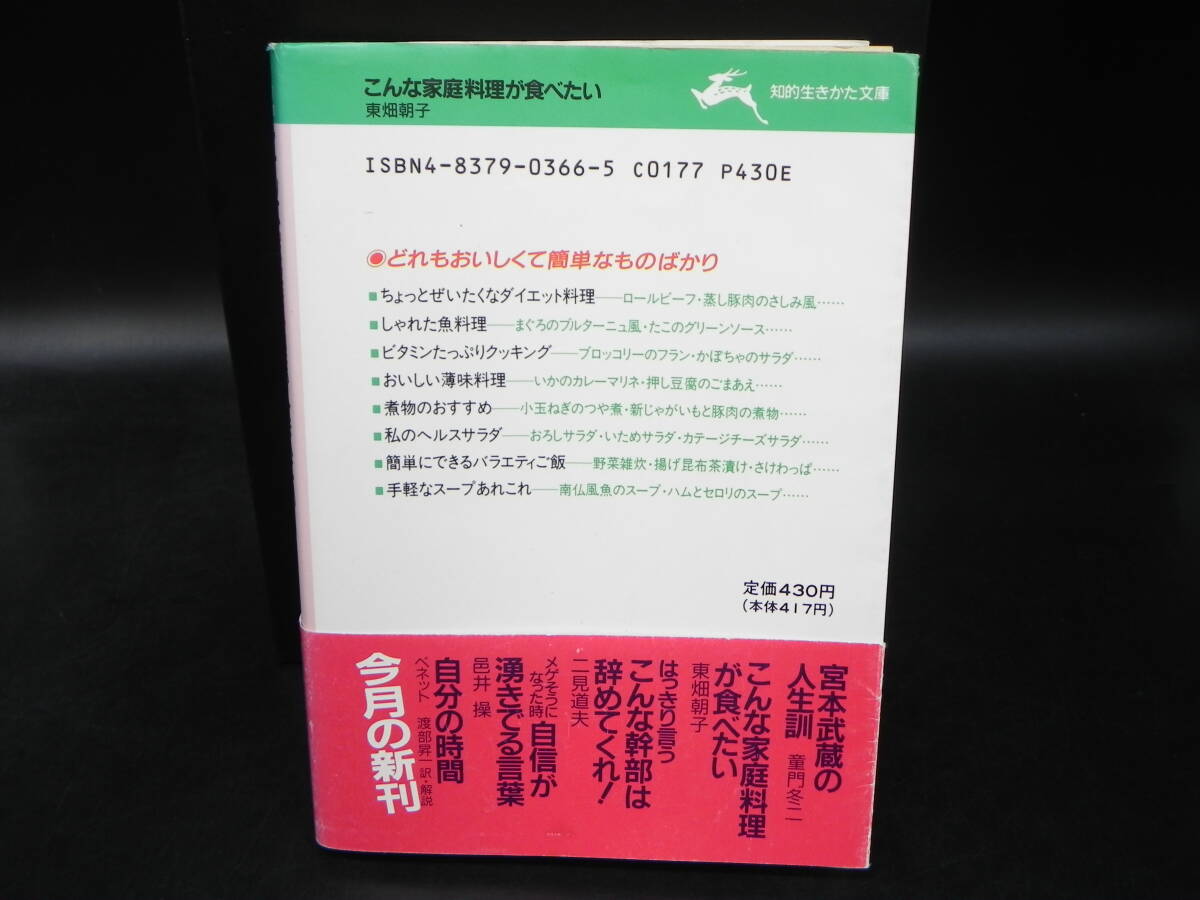 こんな家庭料理が食べたい
東畑朝子
知的生きかた文庫
ISBN4-8379-0366-5 C0177 P430E
◉どれもおいしくて簡単なものばかり
■ちょっとぜいたくなダイエット料理──ロールビーフ・蒸し豚肉のさしみ風……
■しゃれた魚料理──まぐろのブルターニュ風・たこのグリーンソース……
■ビタミンたっぷりクッキング──ブロッコリーのフラン・かぼちゃのサラダ……
■おいしい薄味料理──いかのカレーマリネ・押し豆腐のごまあえ……
■煮物のおすすめ──小玉ねぎのつや煮・新じゃがいもと豚肉の煮物……
■私のヘルスサラダ──おろしサラダ・いためサラダ・カテージチーズサラダ……
■簡単にできるバラエティご飯──野菜雑炊・揚げ昆布茶漬け・さけわっぱ……
■手軽なスープあれこれ──南仏風魚のスープ・ハムとセロリのスープ……
定価430円
(本体417円)
宮本武蔵の
人生訓 童門冬二
こんな家庭料理
が食べたい
東畑朝子
はっきり言う
こんな幹部は
辞めてくれ!
二見道夫
メゲそうに
なった時
自信が
湧きでる言葉
邑井 操
自分の時間
ベネット 渡部昇一 訳・解説
今月の新刊